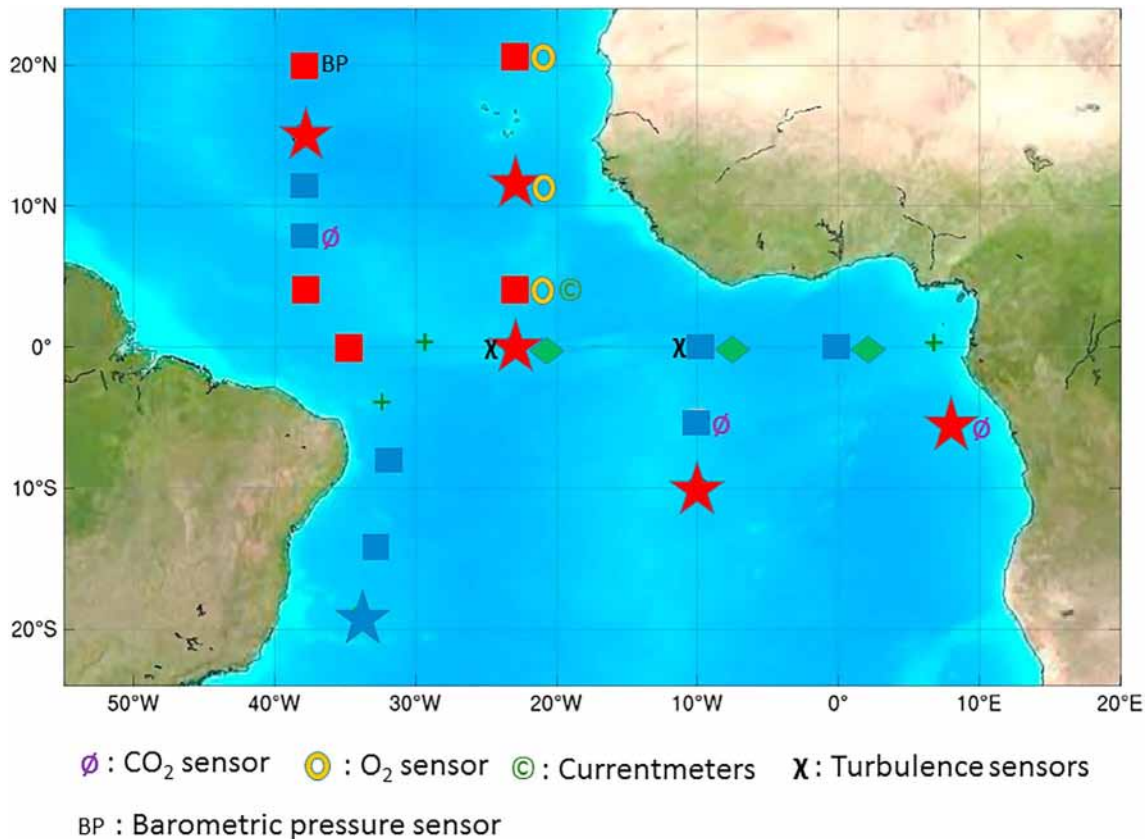 20°N
BP
10°N
Ø
©
0°
χ
χ
Ø
Ø
10°S
20°S
50°W 40°W 30°W 20°W 10°W 0° 10°E 20°E
Ø : CO₂ sensor O : O₂ sensor © : Currentmeters χ : Turbulence sensors
BP : Barometric pressure sensor